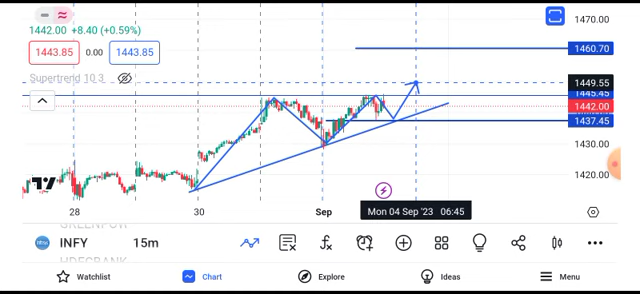 1470.00
1442.00 +8.40 (+0.59%)
1443.85 0.00 1443.85
1460.70
Supertrend 10 3
1449.55
1445.45
1442.00
1437.45
1430.00
1420.00
28 30 Sep
Mon 04 Sep '23 06:45
INFY 15m
Watchlist Chart Explore Ideas Menu